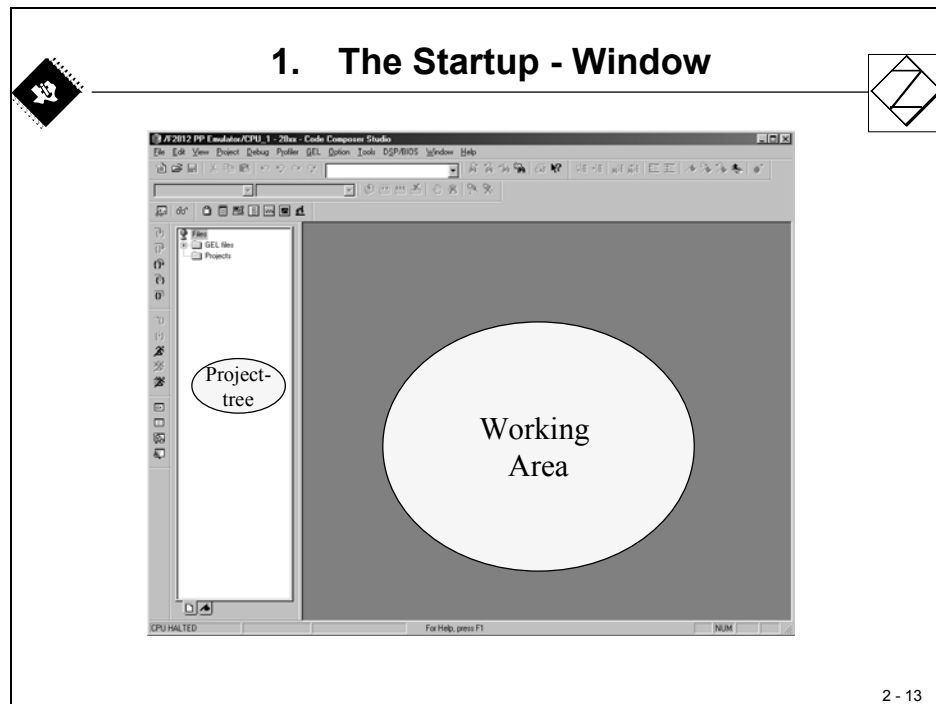 1. The Startup - Window
/F2812 PP Emulator/CPU_1 - 28xx - Code Composer Studio
File Edit View Project Debug Profiler GEL Option Tools DSP/BIOS Window Help
Files
GEL files
Projects
Project-
tree
Working
Area
CPU HALTED For Help, press F1 NUM
2 - 13